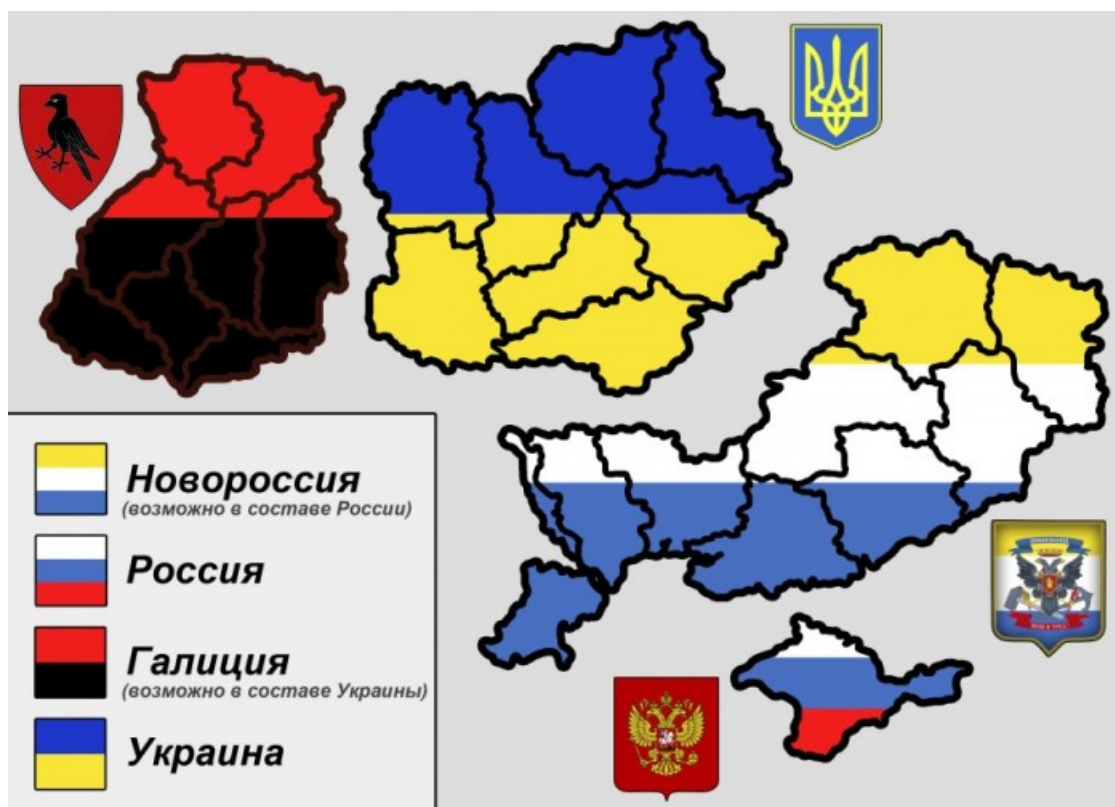 Новороссия
(возможно в составе России)
Россия
Галиция
(возможно в составе Украины)
Украина